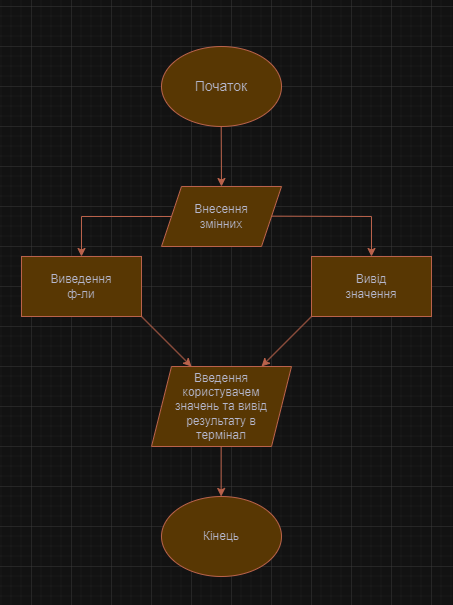 Початок
Внесення
змінних
Виведення
ф-ли
Вивід
значення
Введення
користувачем
значень та вивід
результату в
термінал
Кінець